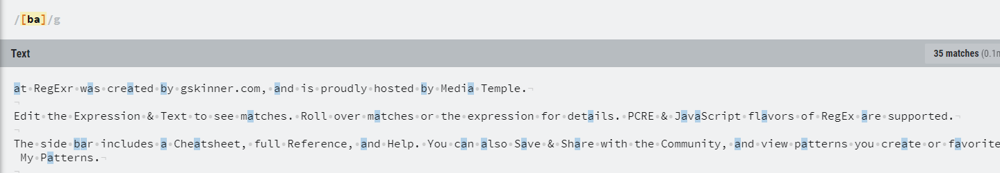 /[ba]/g
Text 35 matches (0.1m
at RegExr was created by gskinner.com, and is proudly hosted by Media Temple.
Edit the Expression & Text to see matches. Roll over matches or the expression for details. PCRE & JavaScript flavors of RegEx are supported.
The side bar includes a Cheatsheet, full Reference, and Help. You can also Save & Share with the Community, and view patterns you create or favorite
My Patterns.